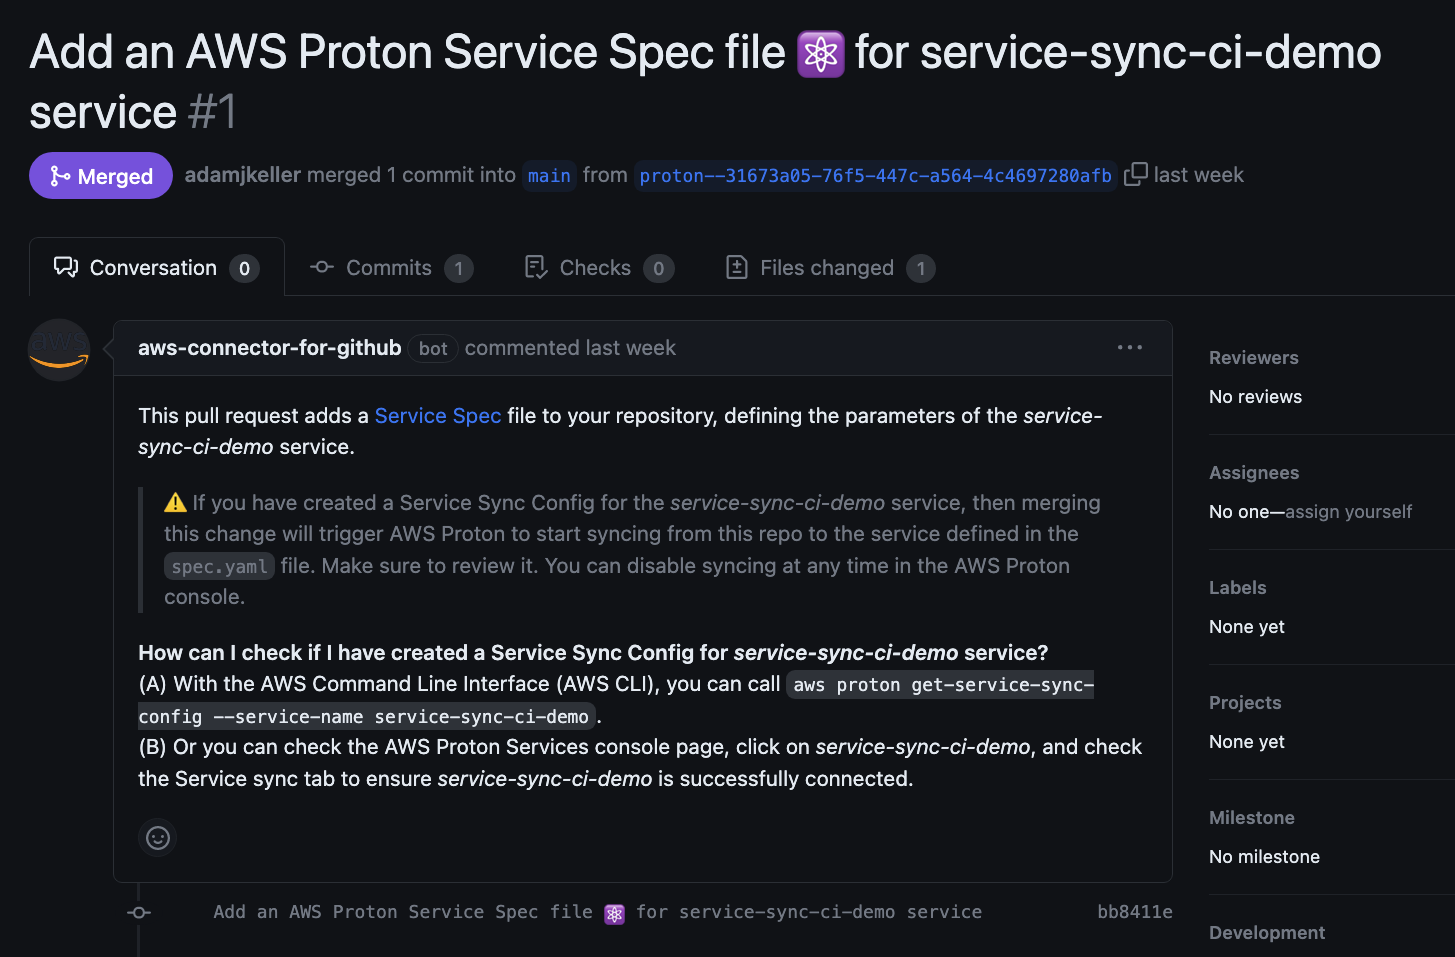 Add an AWS Proton Service Spec file ⚛️ for service-sync-ci-demo
service #1
Merged adamjkeller merged 1 commit into main from proton--31673a05-76f5-447c-a564-4c4697280afb last week
Conversation 0 Commits 1 Checks 0 Files changed 1
aws
aws-connector-for-github bot commented last week ...
This pull request adds a Service Spec file to your repository, defining the parameters of the service-
sync-ci-demo service.
⚠️ If you have created a Service Sync Config for the service-sync-ci-demo service, then merging
this change will trigger AWS Proton to start syncing from this repo to the service defined in the
spec.yaml file. Make sure to review it. You can disable syncing at any time in the AWS Proton
console.
How can I check if I have created a Service Sync Config for service-sync-ci-demo service?
(A) With the AWS Command Line Interface (AWS CLI), you can call aws proton get-service-sync-
config --service-name service-sync-ci-demo.
(B) Or you can check the AWS Proton Services console page, click on service-sync-ci-demo, and check
the Service sync tab to ensure service-sync-ci-demo is successfully connected.
Add an AWS Proton Service Spec file ⚛️ for service-sync-ci-demo service bb8411e
Reviewers
No reviews
Assignees
No one—assign yourself
Labels
None yet
Projects
None yet
Milestone
No milestone
Development